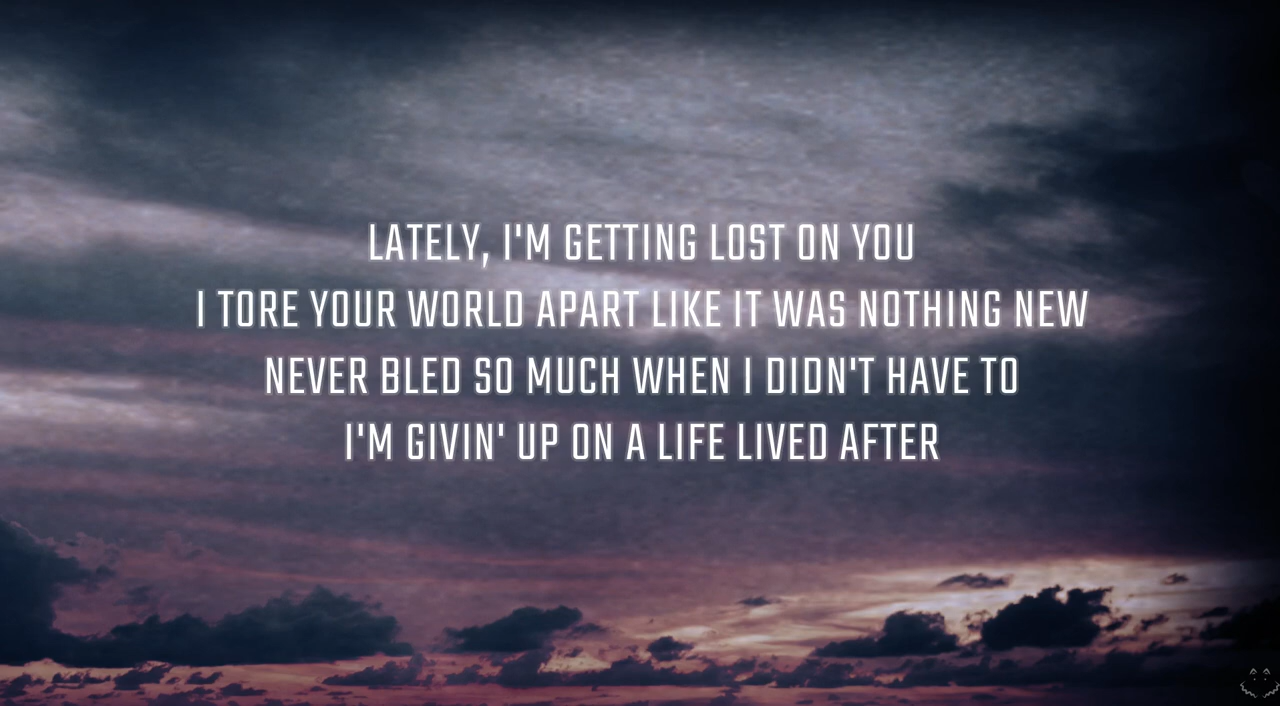 LATELY, I'M GETTING LOST ON YOU
I TORE YOUR WORLD APART LIKE IT WAS NOTHING NEW
NEVER BLED SO MUCH WHEN I DIDN'T HAVE TO
I'M GIVIN' UP ON A LIFE LIVED AFTER